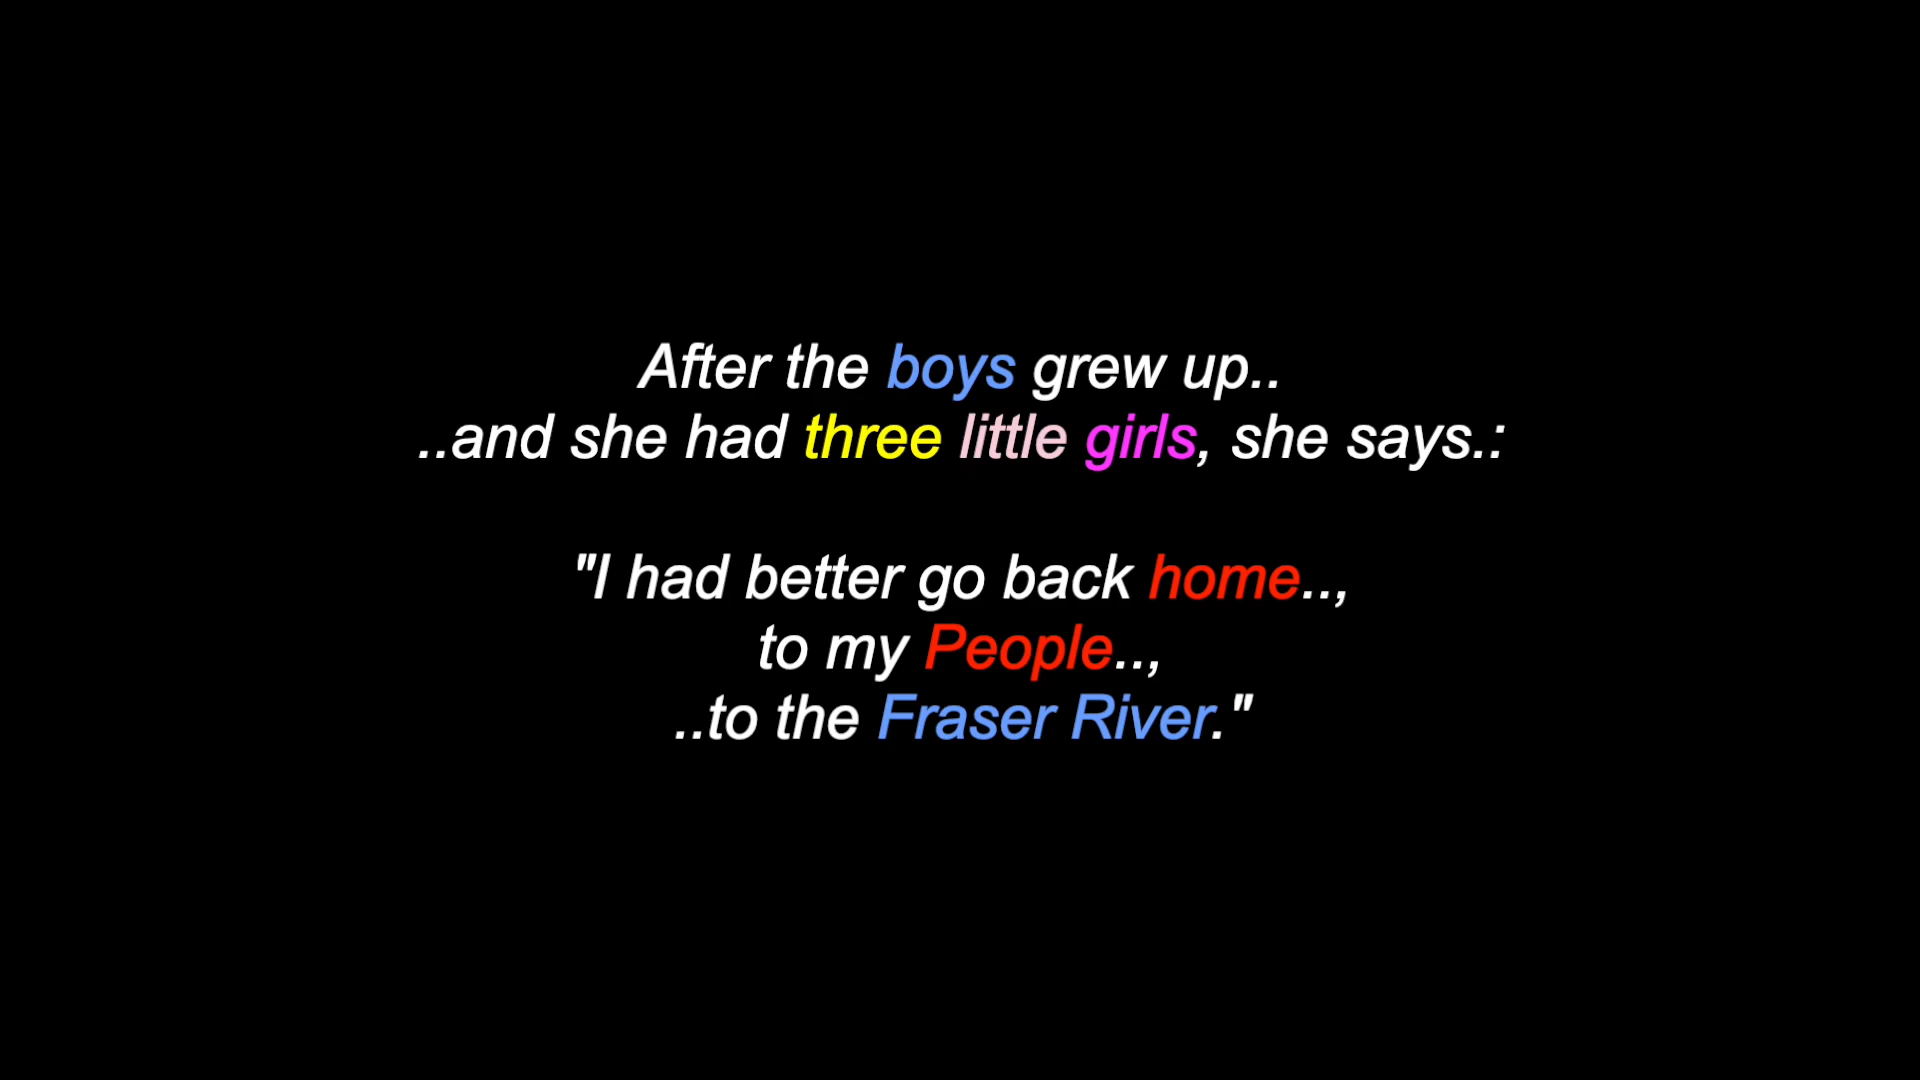 After the boys grew up..
..and she had three little girls, she says.:
"I had better go back home..,
to my People..,
..to the Fraser River."